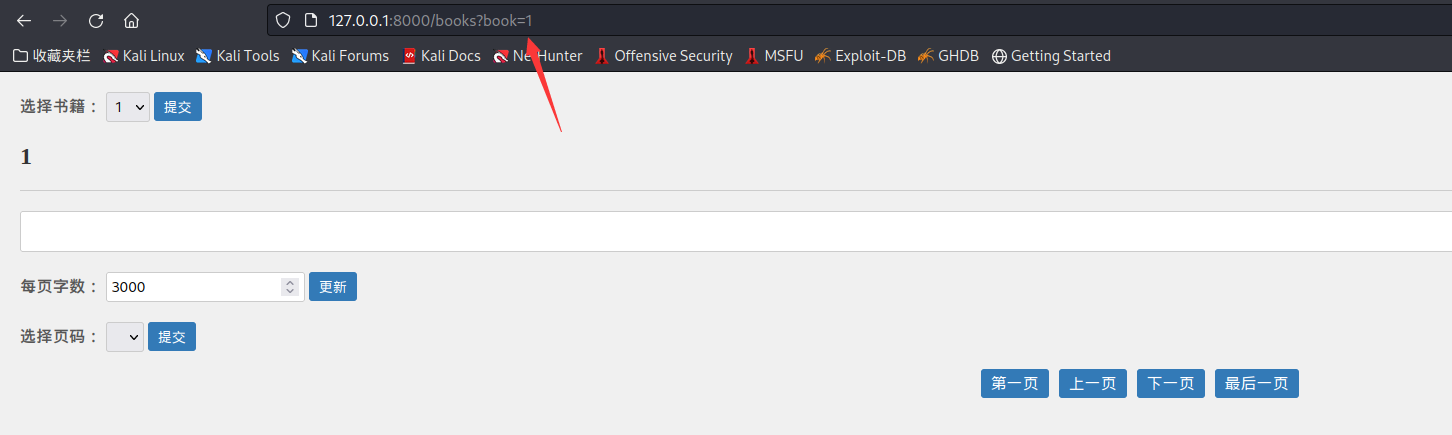 127.0.0.1:8000/books?book=1
收藏夹栏 Kali Linux Kali Tools Kali Forums Kali Docs NetHunter Offensive Security MSFU Exploit-DB GHDB Getting Started
选择书籍： 1 提交
1
每页字数： 3000 更新
选择页码： 提交
第一页 上一页 下一页 最后一页